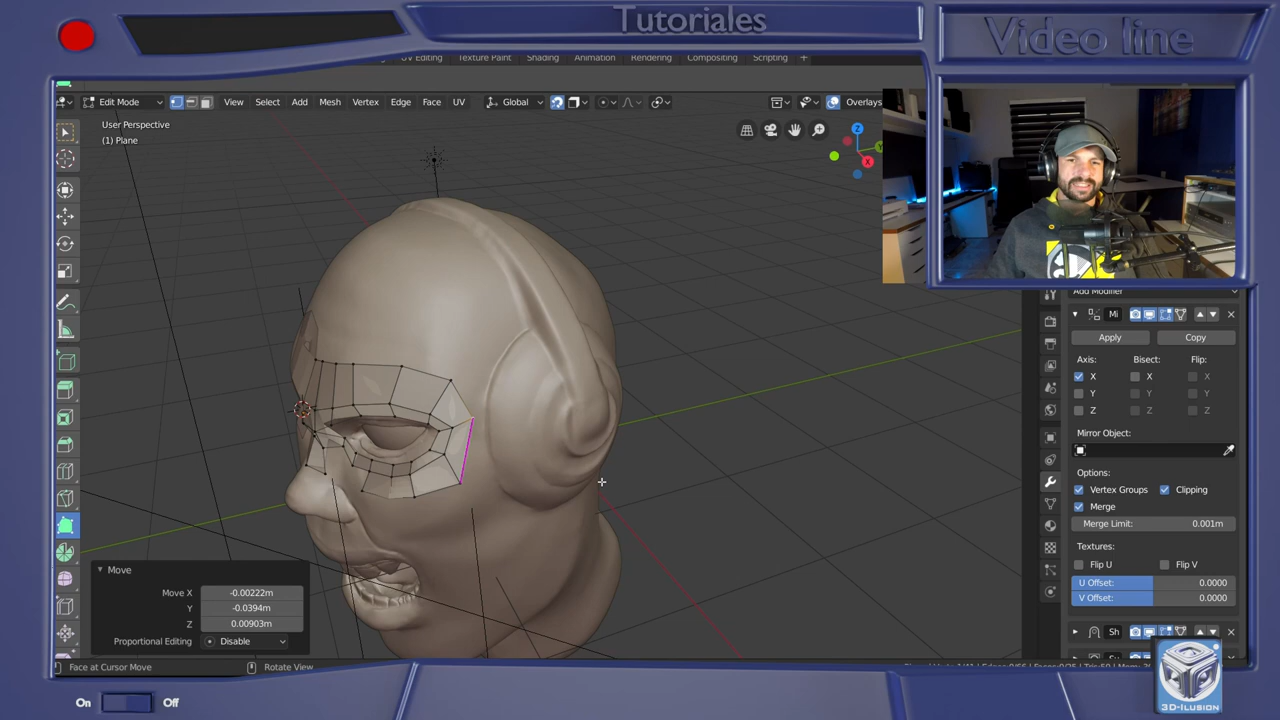 Tutoriales
Video line
UV Editing Texture Paint Shading Animation Rendering Compositing Scripting +
Edit Mode View Select Add Mesh Vertex Edge Face UV Global Overlays
User Perspective
(1) Plane
Z
X
Add Modifier
Mi
Apply Copy
Axis: Bisect: Flip:
X X X
Y Y Y
Z Z Z
Mirror Object:
Options:
Vertex Groups Clipping
Merge
Merge Limit: 0.001m
Textures:
Flip U Flip V
U Offset: 0.0000
V Offset: 0.0000
Sh
Move
Move X -0.00222m
Y -0.0394m
Z 0.00903m
Proportional Editing Disable
Face at Cursor Move Rotate View
On Off
3D-ILUSION